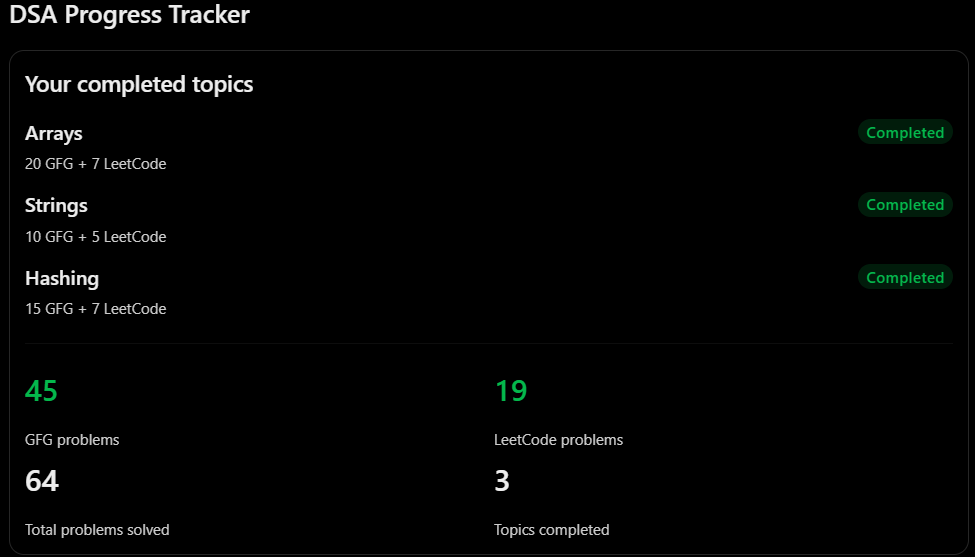 DSA Progress Tracker
Your completed topics
Arrays
Completed
20 GFG + 7 LeetCode
Strings
Completed
10 GFG + 5 LeetCode
Hashing
Completed
15 GFG + 7 LeetCode
45
GFG problems
19
LeetCode problems
64
Total problems solved
3
Topics completed